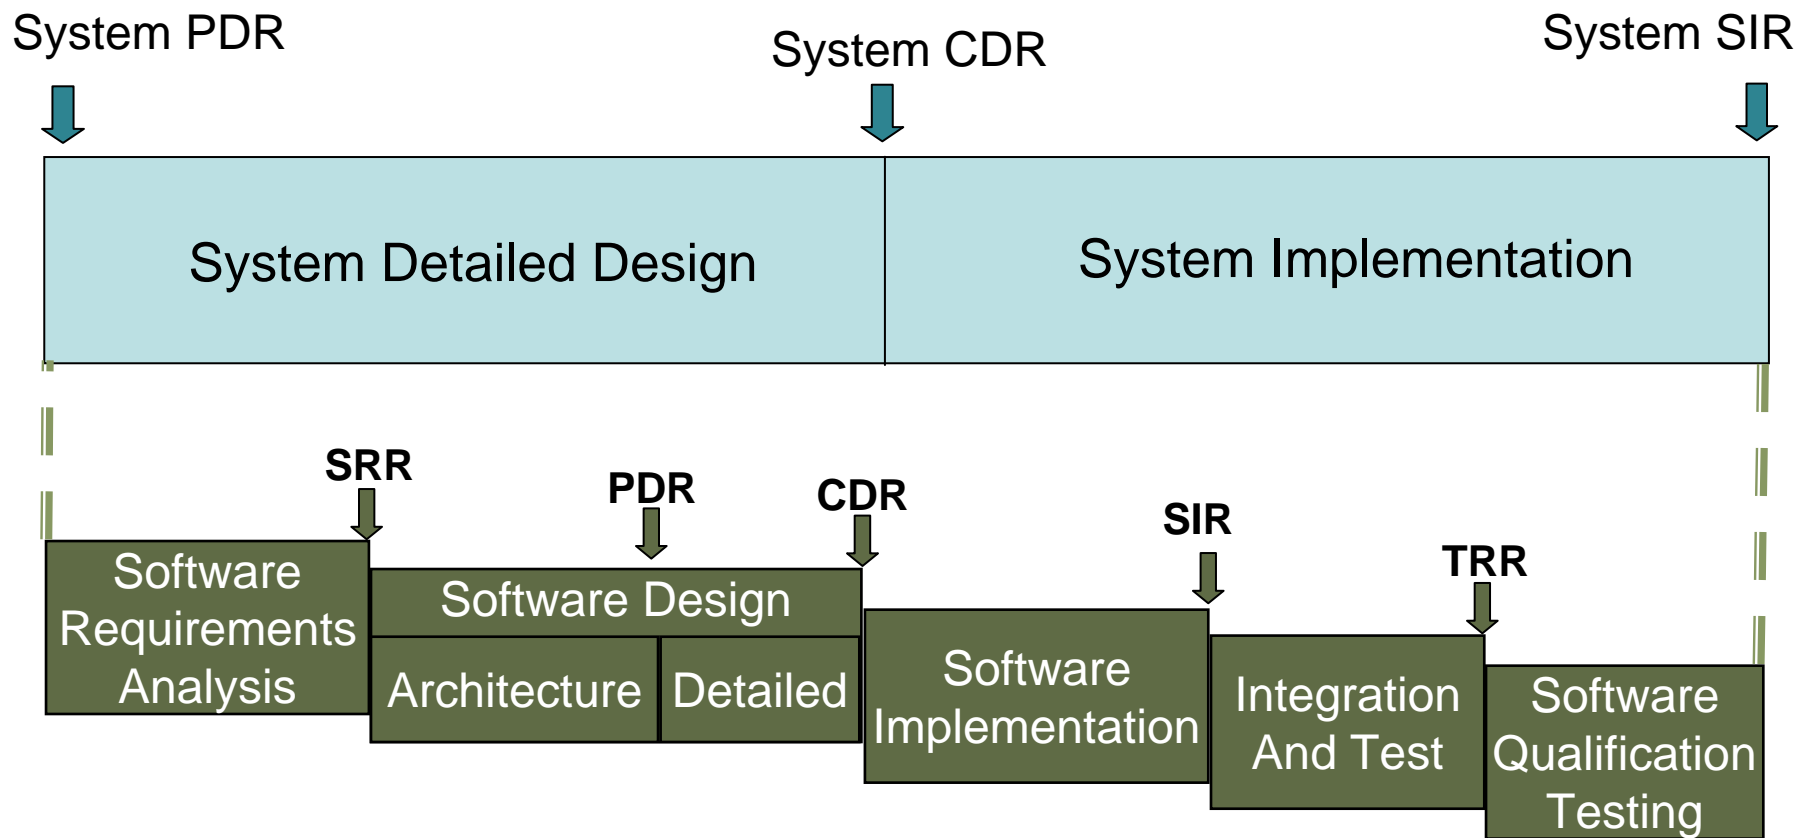 System PDR
System CDR
System SIR
System Detailed Design
System Implementation
SRR
PDR
CDR
SIR
TRR
Software
Requirements
Analysis
Software Design
Architecture
Detailed
Software
Implementation
Integration
And Test
Software
Qualification
Testing